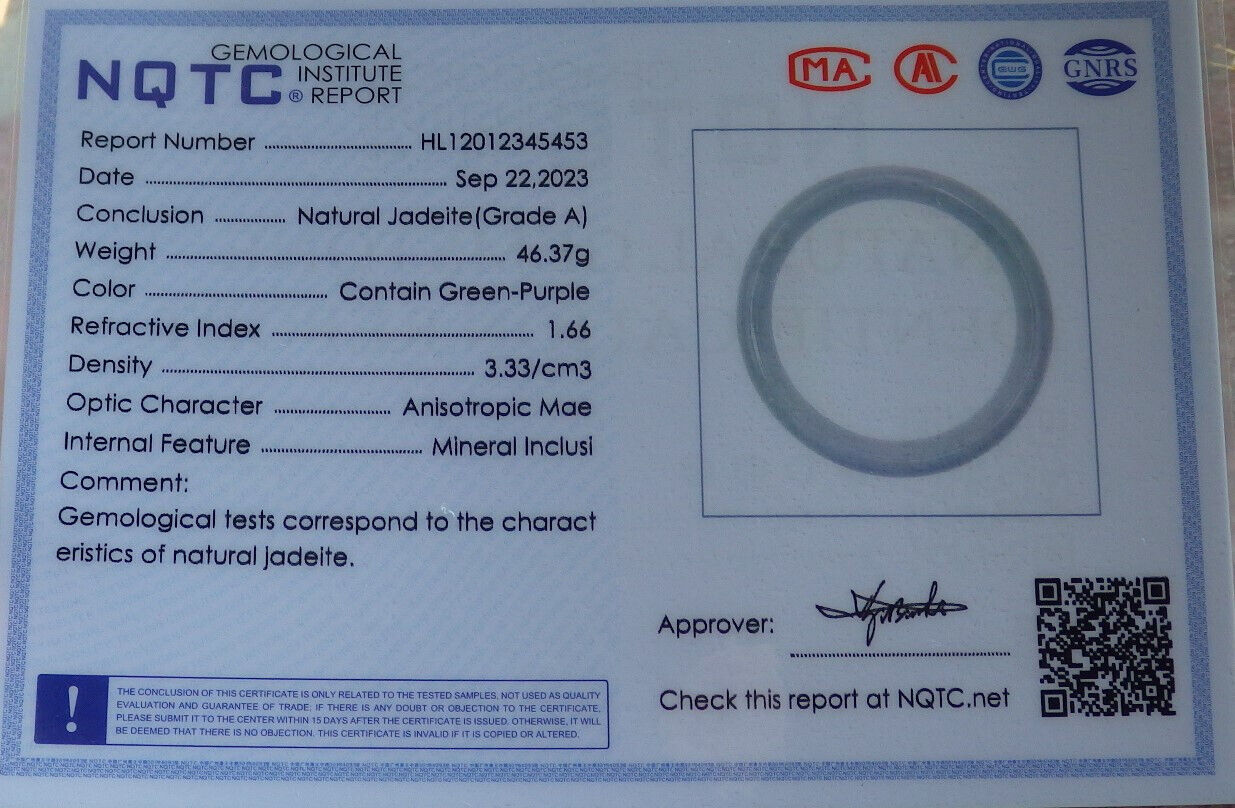 GEMOLOGICAL
NQTC INSTITUTE
® REPORT
MA
AL
CWG
GNRS
Report Number ........................ HL12012345453
Date ........................ Sep 22,2023
Conclusion ........................ Natural Jadeite(Grade A)
Weight ........................ 46.37g
Color ........................ Contain Green-Purple
Refractive Index ........................ 1.66
Density ........................ 3.33/cm3
Optic Character ........................ Anisotropic Mae
Internal Feature ........................ Mineral Inclusi
Comment:
Gemological tests correspond to the charact
eristics of natural jadeite.
Approver:
Check this report at NQTC.net
!
THE CONCLUSION OF THIS CERTIFICATE IS ONLY RELATED TO THE TESTED SAMPLES, NOT USED AS QUALITY
EVALUATION AND GUARANTEE OF TRADE; IF THERE IS ANY DOUBT OR OBJECTION TO THE CERTIFICATE,
PLEASE SUBMIT IT TO THE CENTER WITHIN 15 DAYS AFTER THE CERTIFICATE IS ISSUED, OTHERWISE, IT WILL
BE DEEMED THAT THERE IS NO OBJECTION. THIS CERTIFICATE IS INVALID IF IT IS COPIED OR ALTERED.